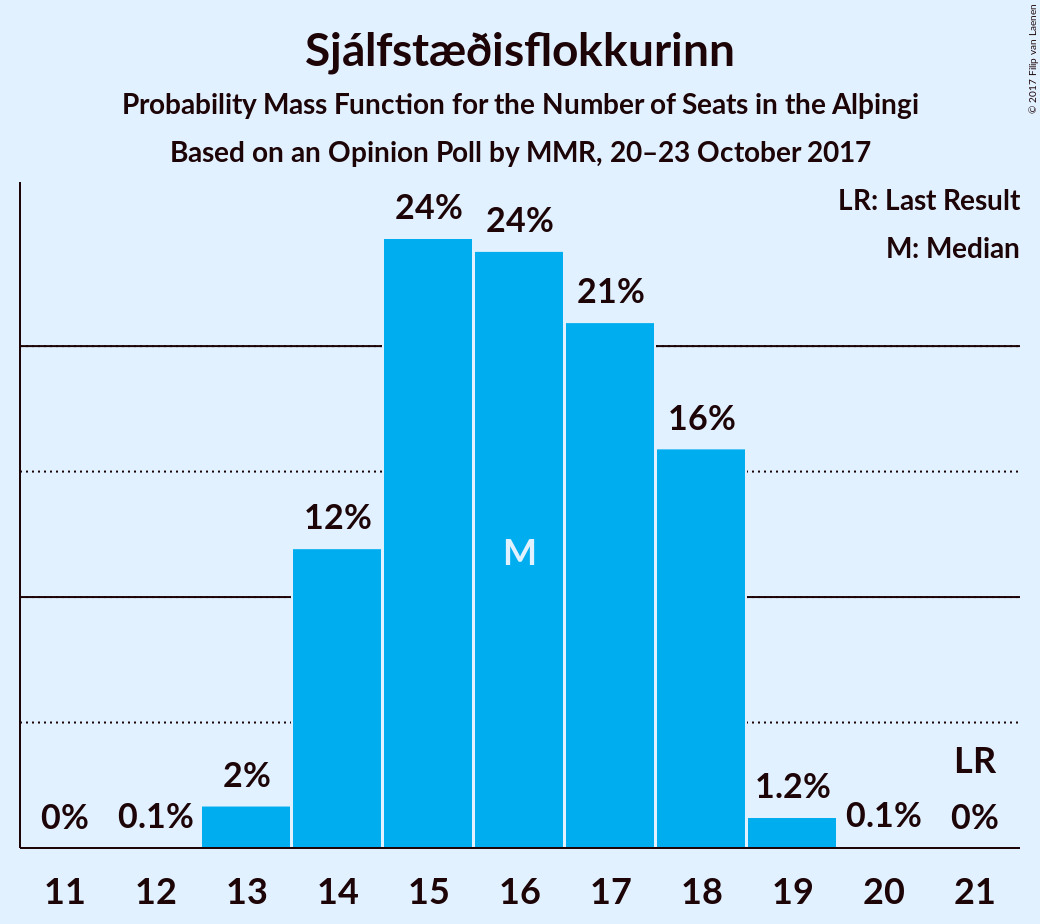 Sjálfstæðisflokkurinn
Probability Mass Function for the Number of Seats in the Alþingi
Based on an Opinion Poll by MMR, 20–23 October 2017
© 2017 Filip van Laenen
LR: Last Result
M: Median
24%
24%
21%
16%
12%
M
2%
LR
1.2%
0%
0.1%
0.1%
0%
11 12 13 14 15 16 17 18 19 20 21